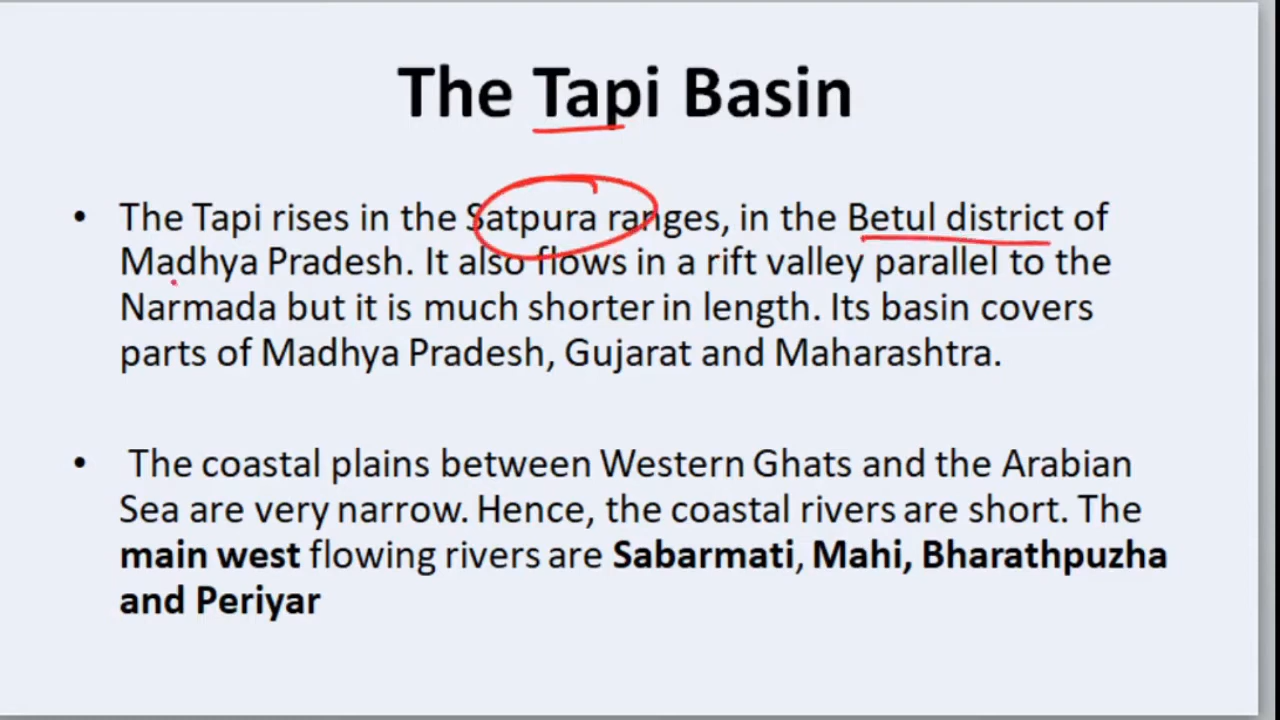 The Tapi Basin
• The Tapi rises in the Satpura ranges, in the Betul district of
Madhya Pradesh. It also flows in a rift valley parallel to the
Narmada but it is much shorter in length. Its basin covers
parts of Madhya Pradesh, Gujarat and Maharashtra.
• The coastal plains between Western Ghats and the Arabian
Sea are very narrow. Hence, the coastal rivers are short. The
main west flowing rivers are Sabarmati, Mahi, Bharathpuzha
and Periyar